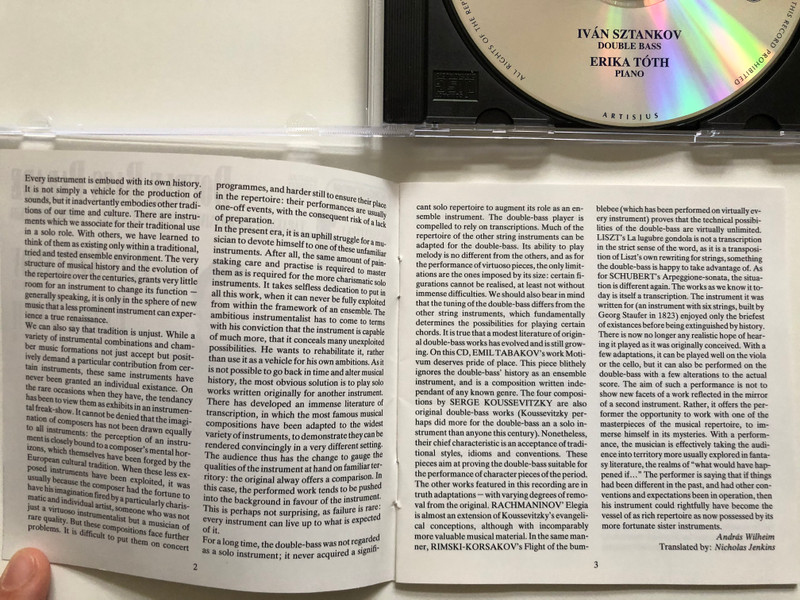 ALL RIGHTS OF THE
THIS RECORD PROHIBITED
IVÁN SZTANKOV
DOUBLE BASS
ERIKA TÓTH
PIANO
ARTISJUS
Every instrument is embued with its own history.
It is not simply a vehicle for the production of
sounds, but it inadvertantly embodies other tradi-
tions of our time and culture. There are instru-
ments which we associate for their traditional use
in a solo role. With others, we have learned to
think of them as existing only within a traditional,
tried and tested ensemble environment. The very
structure of musical history and the evolution of
the repertoire over the centuries, grants very little
room for an instrument to change its function —
generally speaking, it is only in the sphere of new
music that a less prominent instrument can exper-
ience a true renaissance.
We can also say that tradition is unjust. While a
variety of instrumental combinations and cham-
ber music formations not just accept but posit-
ively demand a particular contribution from cer-
tain instruments, these same instruments have
never been granted an individual existance. On
the rare occasions when they have, the tendency
has been to view them as exhibits in an instrumen-
tal freak-show. It cannot be denied that the imagi-
nation of composers has not been drawn equally
to all instruments: the perception of an instru-
ment is closely bound to a composer's mental hor-
izons, which themselves have been forged by the
European cultural tradition. When these less ex-
posed instruments have been exploited, it was
usually because the composer had the fortune to
have his imagination fired by a particularly charis-
matic and individual artist, someone who was not
just a virtuoso instrumentalist but a musician of
rare quality. But these compositions face further
problems. It is difficult to put them on concert
2
programmes, and harder still to ensure their place
in the repertoire: their performances are usually
one-off events, with the consequent risk of a lack
of preparation.
In the present era, it is an uphill struggle for a mu-
sician to devote himself to one of these unfamiliar
instruments. After all, the same amount of pains-
staking care and practise is required to master
them as is required for the more charismatic solo
instruments. It takes selfless dedication to put in
all this work, when it can never be fully exploited
from within the framework of an ensemble. The
ambitious instrumentalist has to come to terms
with his conviction that the instrument is capable
of much more, that it conceals many unexploited
possibilities. He wants to rehabilitate it, rather
than use it as a vehicle for his own ambitions. As it
is not possible to go back in time and alter musical
history, the most obvious solution is to play solo
works written originally for another instrument.
There has developed an immense literature of
transcription, in which the most famous musical
compositions have been adapted to the widest
variety of instruments, to demonstrate they can be
rendered convincingly in a very different setting.
The audience has the chance to gauge the
qualities of the instrument at hand on familiar ter-
ritory: the original alway offers a comparison. In
this case, the performed work tends to be pushed
into the background in favour of the instrument.
This is perhaps not surprising, as failure is rare:
every instrument can live up to what is expected
of it.
For a long time, the double-bass was not regarded
as a solo instrument; it never acquired a signifi-
cant solo repertoire to augment its role as an en-
semble instrument. The double-bass player is
compelled to rely on transcriptions. Much of the
repertoire of the other string instruments can be
adapted for the double-bass. Its ability to play
melody is no different from the others, and as for
the performance of virtuoso pieces, the only limit-
ations are the ones imposed by its size: certain fi-
gurations cannot be realised, at least not without
immense difficulties. We should also bear in mind
that the tuning of the double-bass differs from the
other string instruments, which fundamentally
determines the possibilities for playing certain
chords. It is true that a modest literature of origin-
al double-bass works has evolved and is still grow-
ing. On this CD, EMIL TABAKOV's work Moti-
vum deserves pride of place. This piece blithely
ignores the double-bass' history as an ensemble
instrument, and is a composition written inde-
pendant of any known genre. The four composi-
tions by SERGE KOUSSEVITZKY are also
original double-bass works (Koussevitzky per-
haps did more for the double-bass an a solo in-
strument than anyone this century). Nonetheless,
their chief characteristic is an acceptance of tradi-
tional styles, idioms and conventions. These
pieces aim at proving the double-bass suitable for
the performance of character pieces of the period.
The other works featured in this recording are in
truth adaptations — with varying degrees of remo-
val from the original. RACHMANINOV' Elegia
is almost an extension of Koussevitzky's evangeli-
cal conceptions, although with incomparably
more valuable musical material. In the same man-
ner, RIMSKI-KORSAKOV's Flight of the bum-
3
blebee (which has been performed on virtually ev-
ery instrument) proves that the technical possibi-
lities of the double-bass are virtually unlimited.
LISZT's La lugubre gondola is not a transcription
in the strict sense of the word, as it is a transposi-
tion of Liszt's own rewriting for strings, something
the double-bass is happy to take advantage of. As
for SCHUBERT's Arpeggione-sonata, the situa-
tion is different again. The works as we know it to-
day is itself a transcription. The instrument it was
written for (an instrument with six strings, built by
Georg Staufer in 1823) enjoyed only the briefest
of existances before being extinguished by history.
There is now no longer any realistic hope of hear-
ing it played as it was originally conceived. With a
few adaptations, it can be played well on the viola
or the cello, but it can also be performed on the
double-bass with a few alterations to the actual
score. The aim of such a performance is not to
show new facets of a work reflected in the mirror
of a second instrument. Rather, it offers the per-
former the opportunity to work with one of the
masterpieces of the musical repertoire, to im-
merse himself in its mysteries. With a perform-
ance, the musician is effectively taking the audi-
ence into territory more usually explored in fanta-
sy literature, the realms of "what would have hap-
pened if..." The performer is saying that if things
had been different in the past, and had other con-
ventions and expectations been in operation, then
his instrument could rightfully have become the
vessel of as rich repertoire as now possessed by its
more fortunate sister instruments.
András Wilheim
Translated by: Nicholas Jenkins